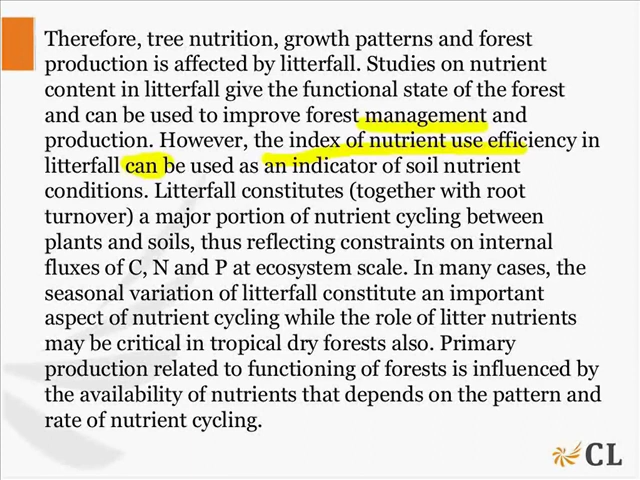 Therefore, tree nutrition, growth patterns and forest
production is affected by litterfall. Studies on nutrient
content in litterfall give the functional state of the forest
and can be used to improve forest management and
production. However, the index of nutrient use efficiency in
litterfall can be used as an indicator of soil nutrient
conditions. Litterfall constitutes (together with root
turnover) a major portion of nutrient cycling between
plants and soils, thus reflecting constraints on internal
fluxes of C, N and P at ecosystem scale. In many cases, the
seasonal variation of litterfall constitute an important
aspect of nutrient cycling while the role of litter nutrients
may be critical in tropical dry forests also. Primary
production related to functioning of forests is influenced by
the availability of nutrients that depends on the pattern and
rate of nutrient cycling.
CL